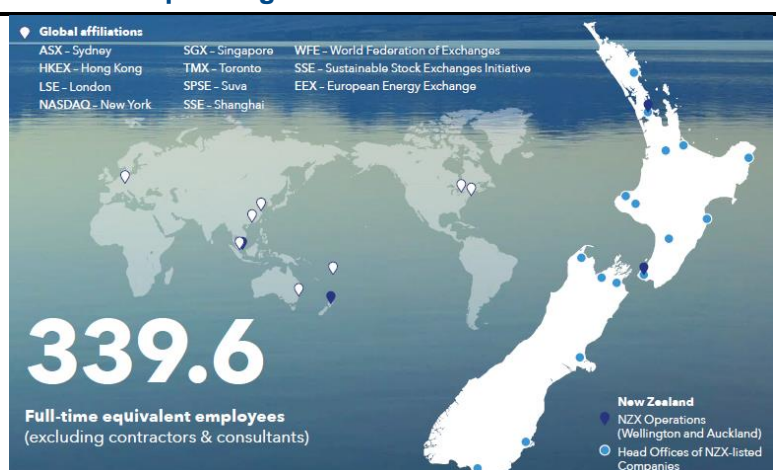 Global affiliations
ASX – Sydney
HKEX – Hong Kong
LSE – London
NASDAQ – New York
SGX – Singapore
TMX – Toronto
SPSE – Suva
SSE – Shanghai
WFE – World Federation of Exchanges
SSE – Sustainable Stock Exchanges Initiative
EEX – European Energy Exchange
339.6
Full-time equivalent employees
(excluding contractors & consultants)
New Zealand
NZX Operations
(Wellington and Auckland)
Head Offices of NZX-listed
Companies